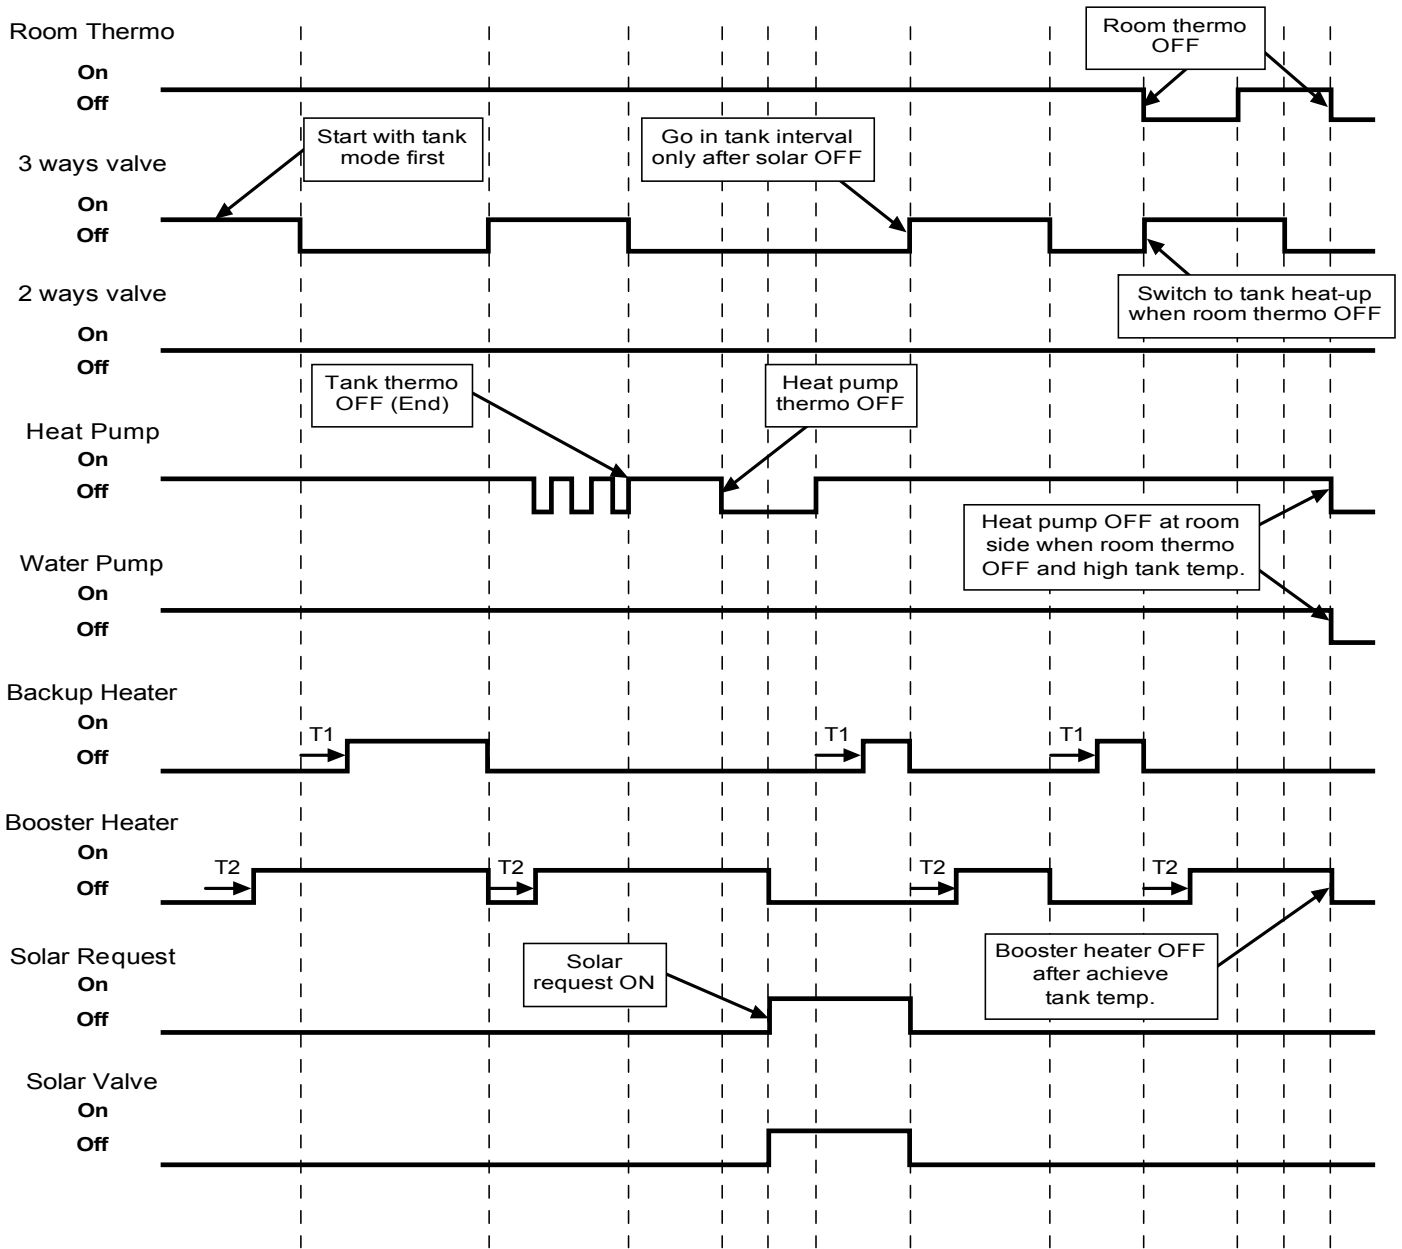 Room Thermo
On
Off
Room thermo
OFF
Start with tank
mode first
Go in tank interval
only after solar OFF
3 ways valve
On
Off
Switch to tank heat-up
when room thermo OFF
2 ways valve
On
Off
Tank thermo
OFF (End)
Heat pump
thermo OFF
Heat Pump
On
Off
Heat pump OFF at room
side when room thermo
OFF and high tank temp.
Water Pump
On
Off
Backup Heater
On
Off
T1
T1
T1
Booster Heater
On
Off
T2
T2
T2
T2
Solar
request ON
Booster heater OFF
after achieve
tank temp.
Solar Request
On
Off
Solar Valve
On
Off